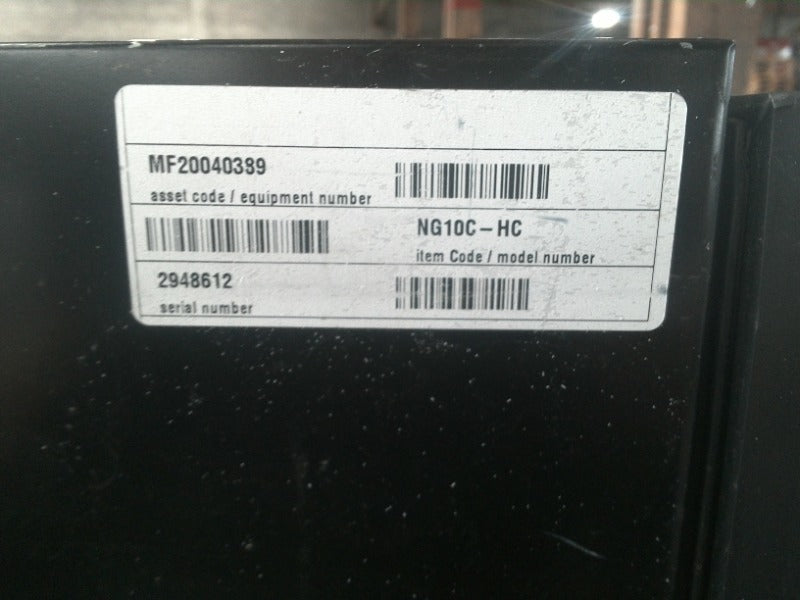 MF20040389
asset code / equipment number
NG10C-HC
item Code / model number
2948612
serial number